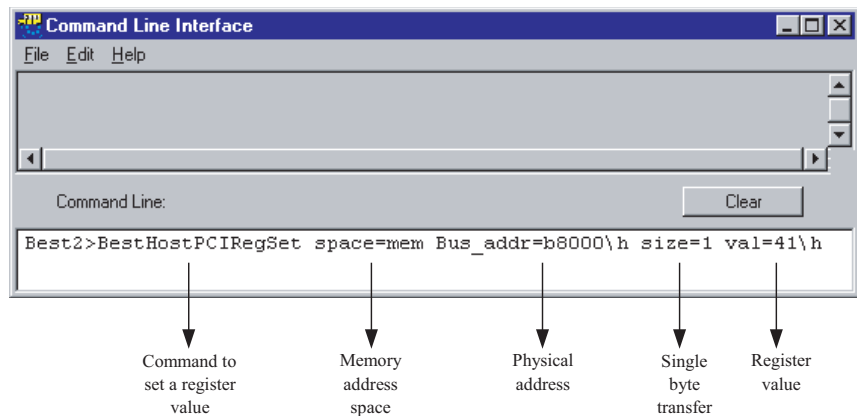 Command Line Interface
File Edit Help
Command Line:
Clear
Best2>BestHostPCIRegSet space=mem Bus_addr=b8000\h size=1 val=41\h
Command to
set a register
value
Memory
address
space
Physical
address
Single
byte
transfer
Register
value